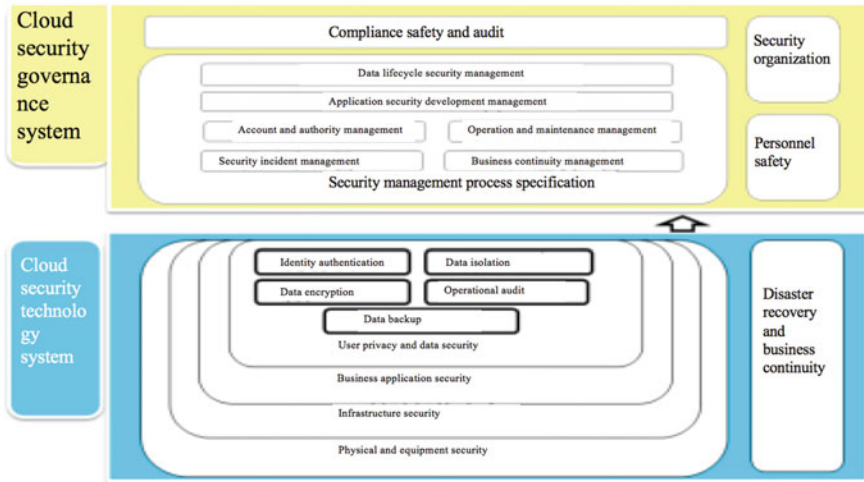 Cloud
security
governa
nce
system
Compliance safety and audit
Data lifecycle security management
Application security development management
Account and authority management
Operation and maintenance management
Security incident management
Business continuity management
Security management process specification
Security
organization
Personnel
safety
Cloud
security
technolo
gy
system
Identity authentication
Data isolation
Data encryption
Operational audit
Data backup
User privacy and data security
Business application security
Infrastructure security
Physical and equipment security
Disaster
recovery
and
business
continuity